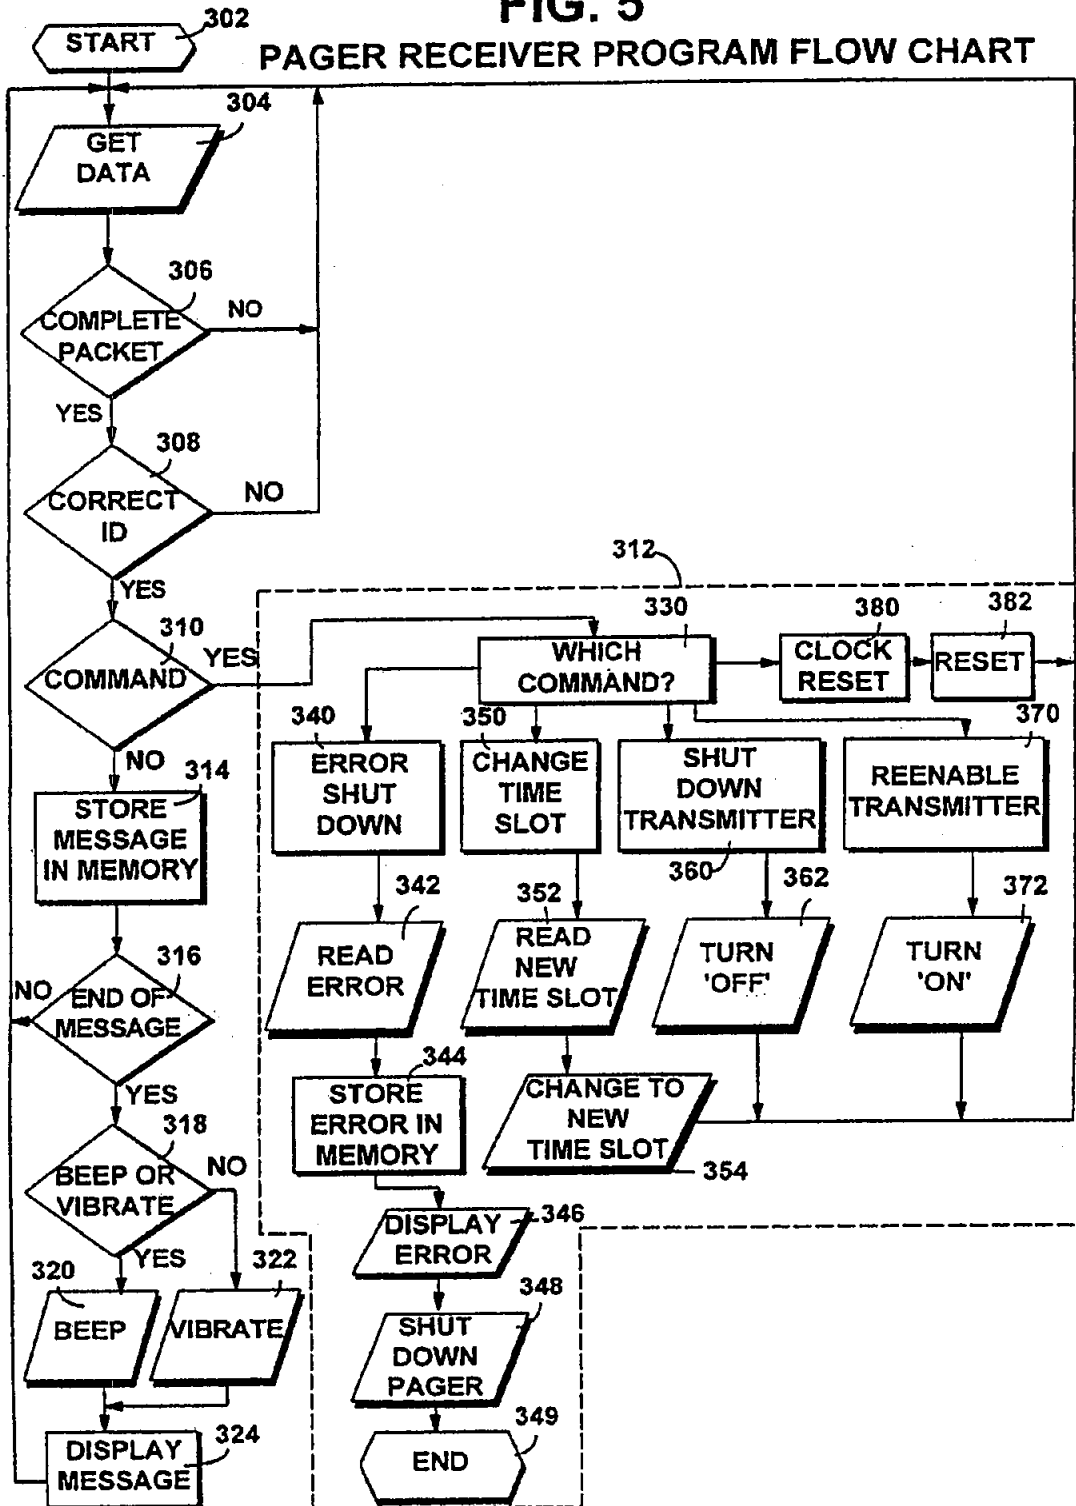 FIG. 5
PAGER RECEIVER PROGRAM FLOW CHART
START
302
GET
DATA
304
COMPLETE
PACKET
306
NO
YES
CORRECT
ID
308
NO
YES
COMMAND
310
YES
NO
STORE
MESSAGE
IN MEMORY
314
END OF
MESSAGE
316
NO
YES
BEEP OR
VIBRATE
318
NO
YES
BEEP
320
VIBRATE
322
DISPLAY
MESSAGE
324
312
WHICH
COMMAND?
330
CLOCK
RESET
380
RESET
382
340
ERROR
SHUT
DOWN
350
CHANGE
TIME
SLOT
SHUT
DOWN
TRANSMITTER
360
370
REENABLE
TRANSMITTER
342
READ
ERROR
352
READ
NEW
TIME SLOT
362
TURN
'OFF'
372
TURN
'ON'
344
STORE
ERROR IN
MEMORY
CHANGE TO
NEW
TIME SLOT
354
DISPLAY
ERROR
346
SHUT
DOWN
PAGER
348
END
349